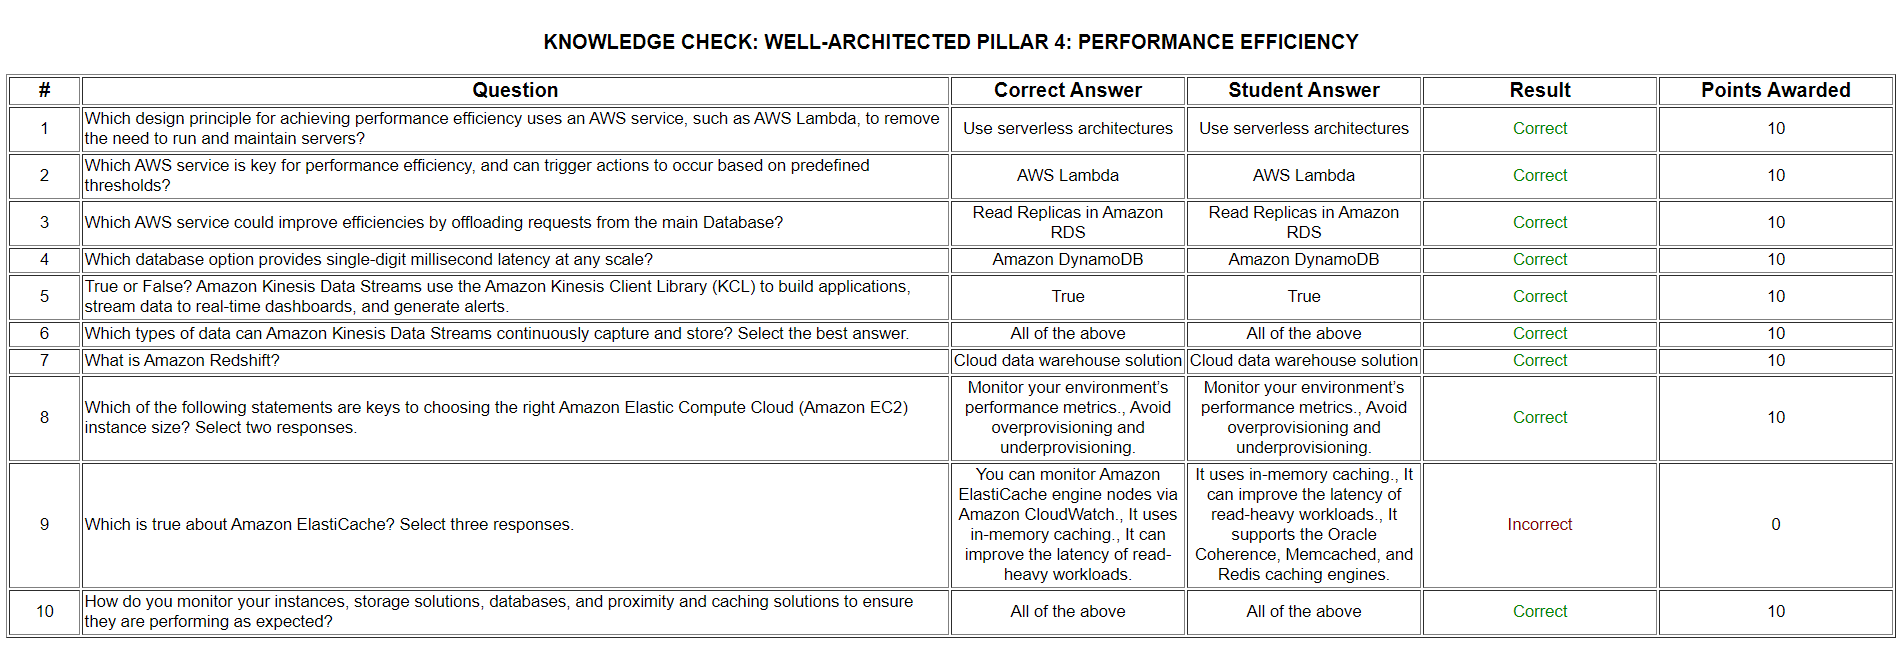 KNOWLEDGE CHECK: WELL-ARCHITECTED PILLAR 4: PERFORMANCE EFFICIENCY
# Question Correct Answer Student Answer Result Points Awarded
1 Which design principle for achieving performance efficiency uses an AWS service, such as AWS Lambda, to remove
the need to run and maintain servers? Use serverless architectures Use serverless architectures Correct 10
2 Which AWS service is key for performance efficiency, and can trigger actions to occur based on predefined
thresholds? AWS Lambda AWS Lambda Correct 10
3 Which AWS service could improve efficiencies by offloading requests from the main Database? Read Replicas in Amazon
RDS Read Replicas in Amazon
RDS Correct 10
4 Which database option provides single-digit millisecond latency at any scale? Amazon DynamoDB Amazon DynamoDB Correct 10
5 True or False? Amazon Kinesis Data Streams use the Amazon Kinesis Client Library (KCL) to build applications,
stream data to real-time dashboards, and generate alerts. True True Correct 10
6 Which types of data can Amazon Kinesis Data Streams continuously capture and store? Select the best answer. All of the above All of the above Correct 10
7 What is Amazon Redshift? Cloud data warehouse solution Cloud data warehouse solution Correct 10
8 Which of the following statements are keys to choosing the right Amazon Elastic Compute Cloud (Amazon EC2)
instance size? Select two responses. Monitor your environment’s
performance metrics., Avoid
overprovisioning and
underprovisioning. Monitor your environment’s
performance metrics., Avoid
overprovisioning and
underprovisioning. Correct 10
9 Which is true about Amazon ElastiCache? Select three responses. You can monitor Amazon
ElastiCache engine nodes via
Amazon CloudWatch., It uses
in-memory caching., It can
improve the latency of read-
heavy workloads. It uses in-memory caching., It
can improve the latency of
read-heavy workloads., It
supports the Oracle
Coherence, Memcached, and
Redis caching engines. Incorrect 0
10 How do you monitor your instances, storage solutions, databases, and proximity and caching solutions to ensure
they are performing as expected? All of the above All of the above Correct 10